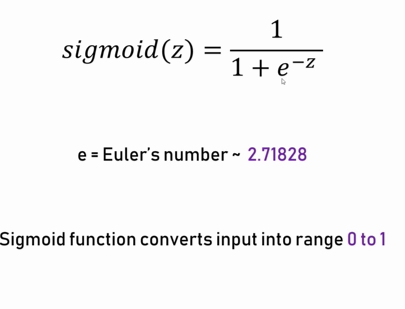 sigmoid(z) = 1 / (1 + e^{-z})
e = Euler's number ~ 2.71828
Sigmoid function converts input into range 0 to 1